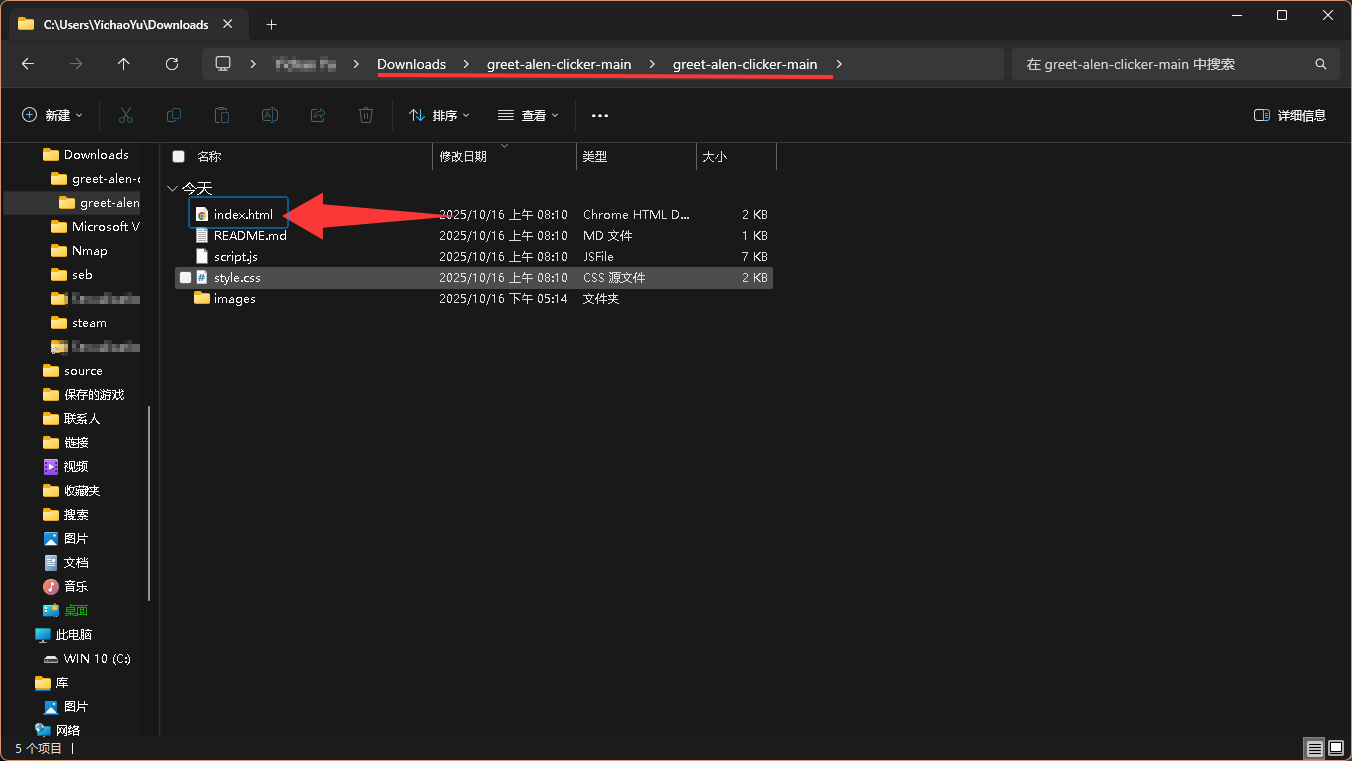 C:\Users\YichaoYu\Downloads
Downloads > greet-alen-clicker-main > greet-alen-clicker-main >
在 greet-alen-clicker-main 中搜索
新建
排序
查看
详细信息
Downloads
greet-alen-c
greet-alen
Microsoft V
Nmap
seb
steam
source
保存的游戏
联系人
链接
视频
收藏夹
搜索
图片
文档
音乐
桌面
此电脑
WIN 10 (C:)
库
图片
网络
名称 修改日期 类型 大小
今天
index.html 2025/10/16 上午 08:10 Chrome HTML D... 2 KB
README.md 2025/10/16 上午 08:10 MD 文件 1 KB
script.js 2025/10/16 上午 08:10 JSFile 7 KB
style.css 2025/10/16 上午 08:10 CSS 源文件 2 KB
images 2025/10/16 下午 05:14 文件夹
5 个项目